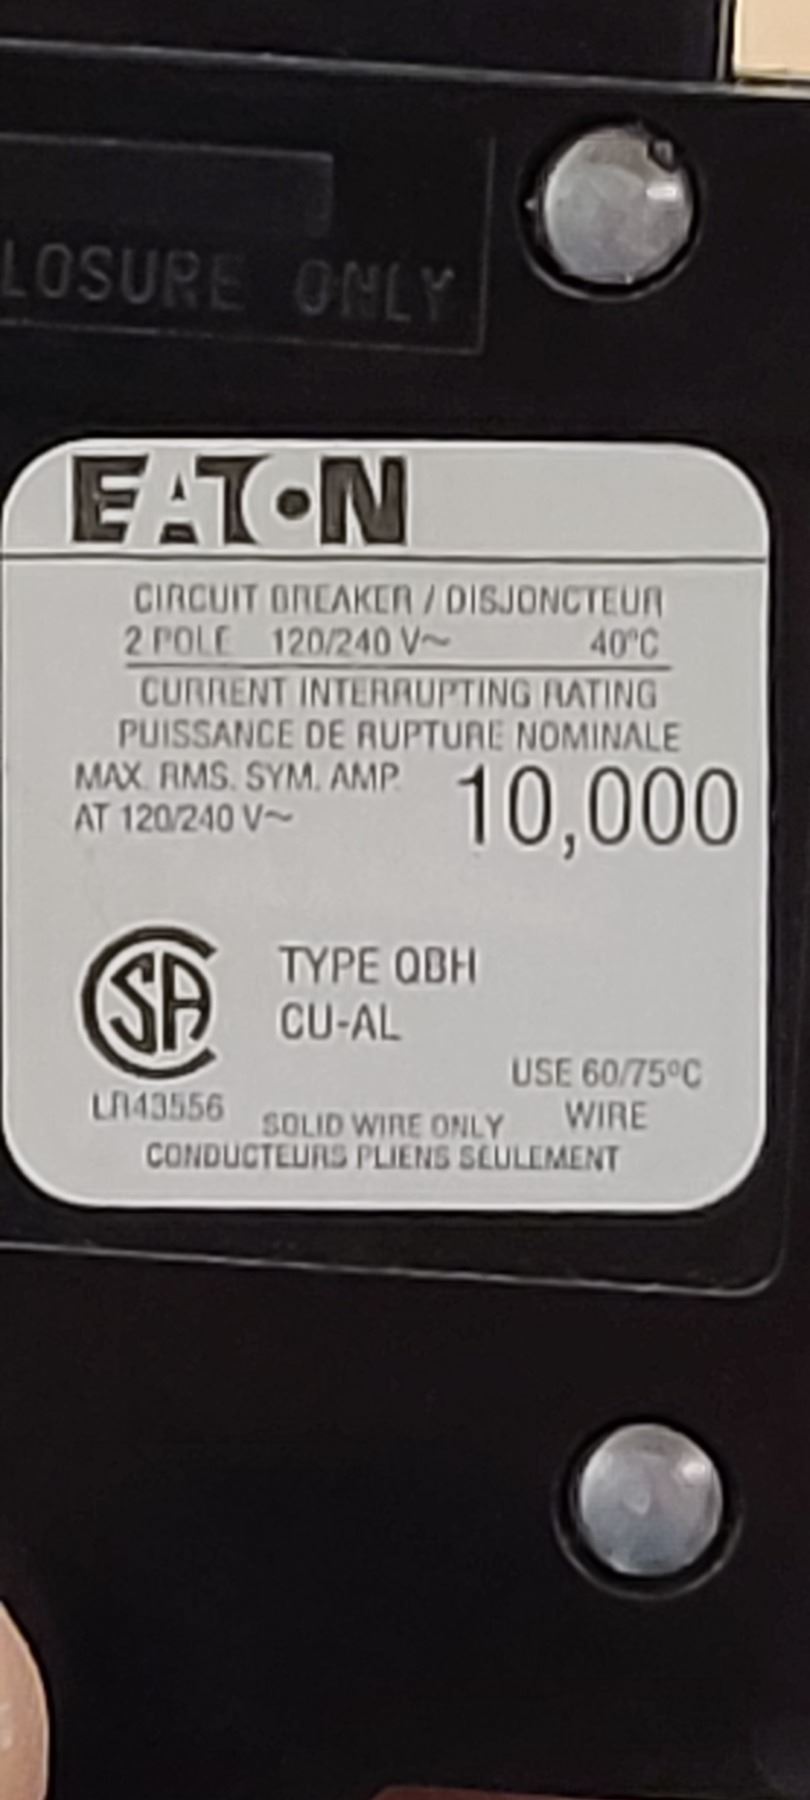 LOSURE ONLY
EATON
CIRCUIT BREAKER / DISJONCTEUR
2 POLE 120/240 V~ 40°C
CURRENT INTERRUPTING RATING
PUISSANCE DE RUPTURE NOMINALE
MAX. RMS. SYM. AMP. 10,000
AT 120/240 V~
SA
TYPE QBH
CU-AL
LR43556
USE 60/75°C
WIRE
SOLID WIRE ONLY
CONDUCTEURS PLIENS SEULEMENT